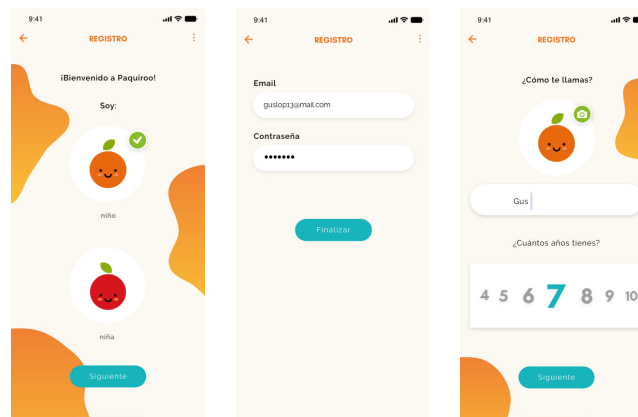 9:41
REGISTRO
¡Bienvenido a Paquiroo!
Soy:
niño
niña
Siguiente
9:41
REGISTRO
Email
guslop13@mail.com
Contraseña
•••••••
Finalizar
9:41
REGISTRO
¿Cómo te llamas?
Gus
¿Cuántos años tienes?
4 5 6 7 8 9 10
Siguiente